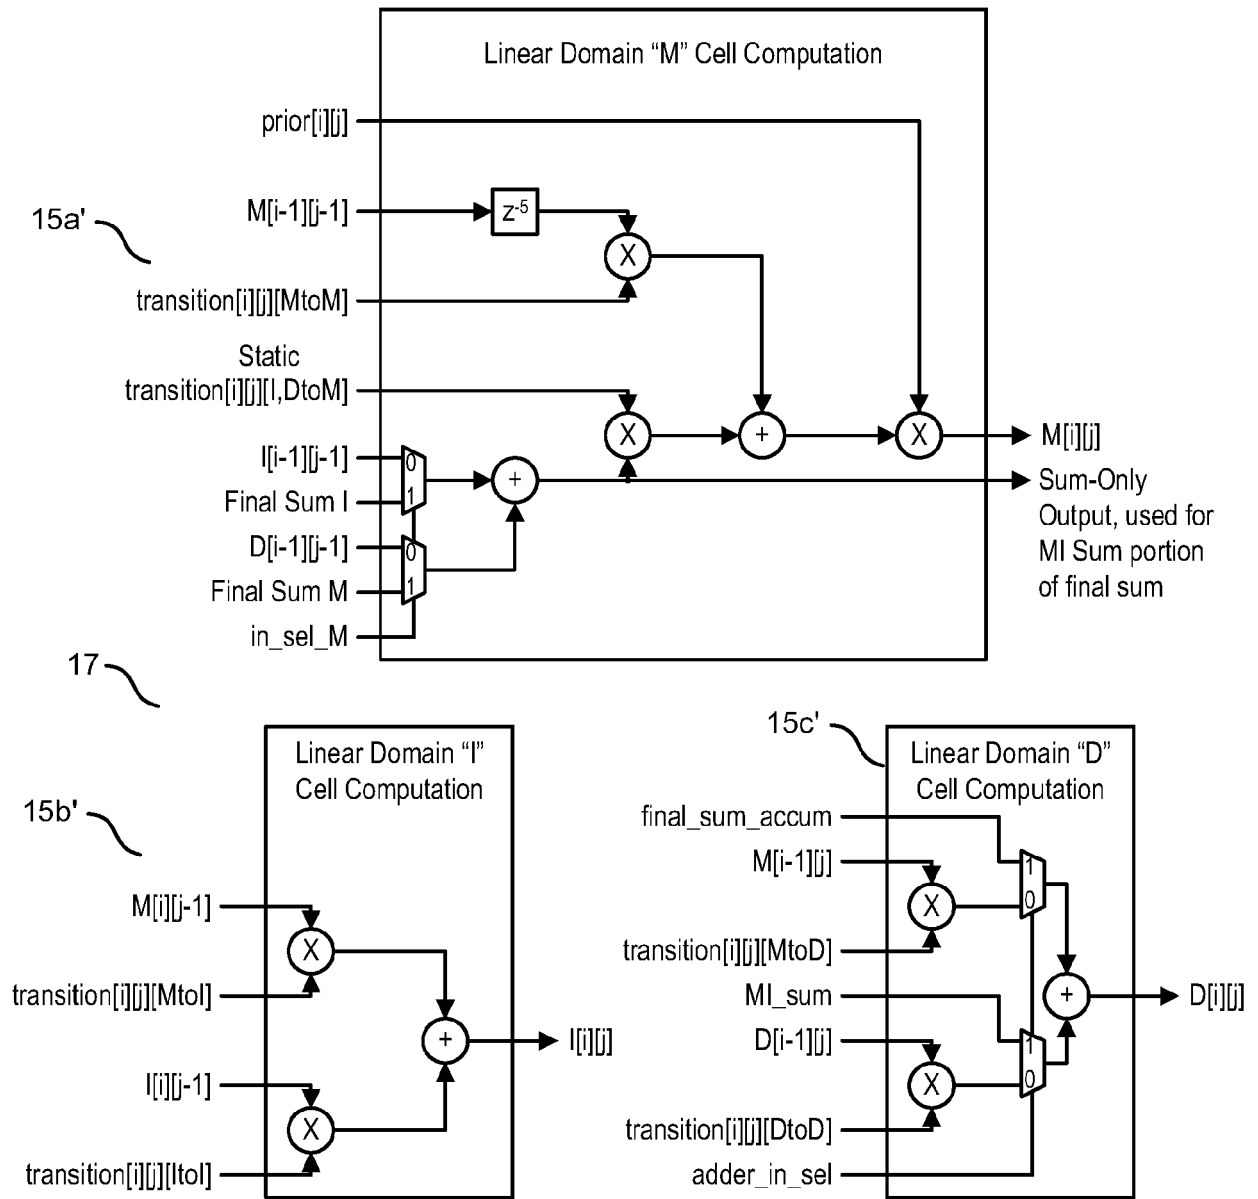 Linear Domain “M” Cell Computation
prior[i][j]
M[i-1][j-1]
z-5
15a'
X
transition[i][j][MtoM]
Static
transition[i][j][I,DtoM]
X
+
X
M[i][j]
I[i-1][j-1]
0
+
Sum-Only
Final Sum I
1
Output, used for
D[i-1][j-1]
0
MI Sum portion
Final Sum M
1
of final sum
in_sel_M
17
15c'
Linear Domain “I”
Cell Computation
Linear Domain “D”
Cell Computation
15b'
final_sum_accum
M[i-1][j]
1
0
X
M[i][j-1]
X
transition[i][j][MtoD]
transition[i][j][MtoI]
MI_sum
+
D[i][j]
+
I[i][j]
D[i-1][j]
1
0
X
I[i][j-1]
X
transition[i][j][DtoD]
transition[i][j][ItoI]
adder_in_sel